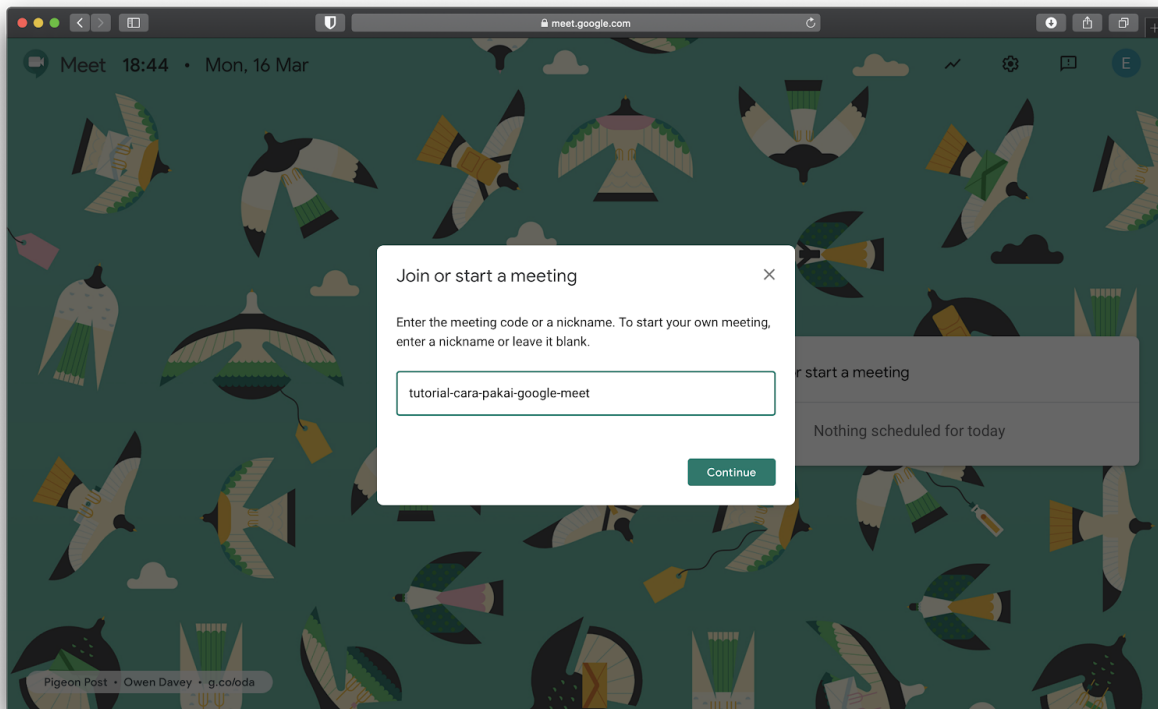 meet.google.com
Meet 18:44 • Mon, 16 Mar
E
Join or start a meeting
Enter the meeting code or a nickname. To start your own meeting,
enter a nickname or leave it blank.
tutorial-cara-pakai-google-meet
Continue
r start a meeting
Nothing scheduled for today
Pigeon Post • Owen Davey • g.co/oda